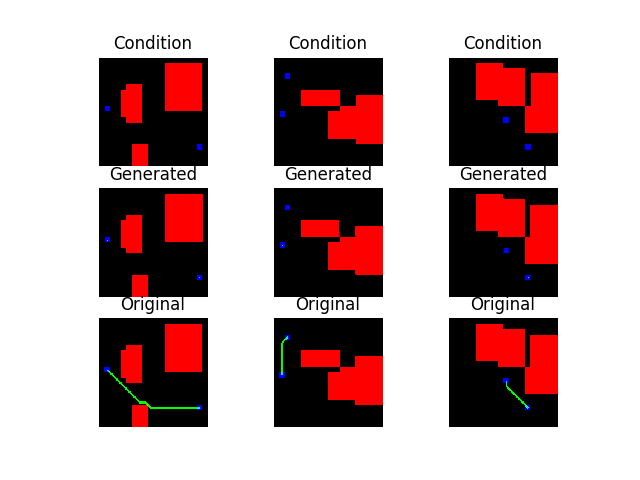 Condition
Condition
Condition
Generated
Generated
Generated
Original
Original
Original